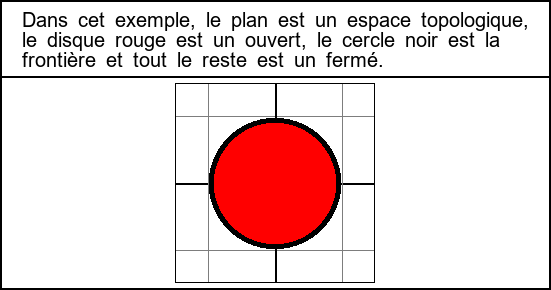 Dans cet exemple, le plan est un espace topologique,
le disque rouge est un ouvert, le cercle noir est la
frontière et tout le reste est un fermé.